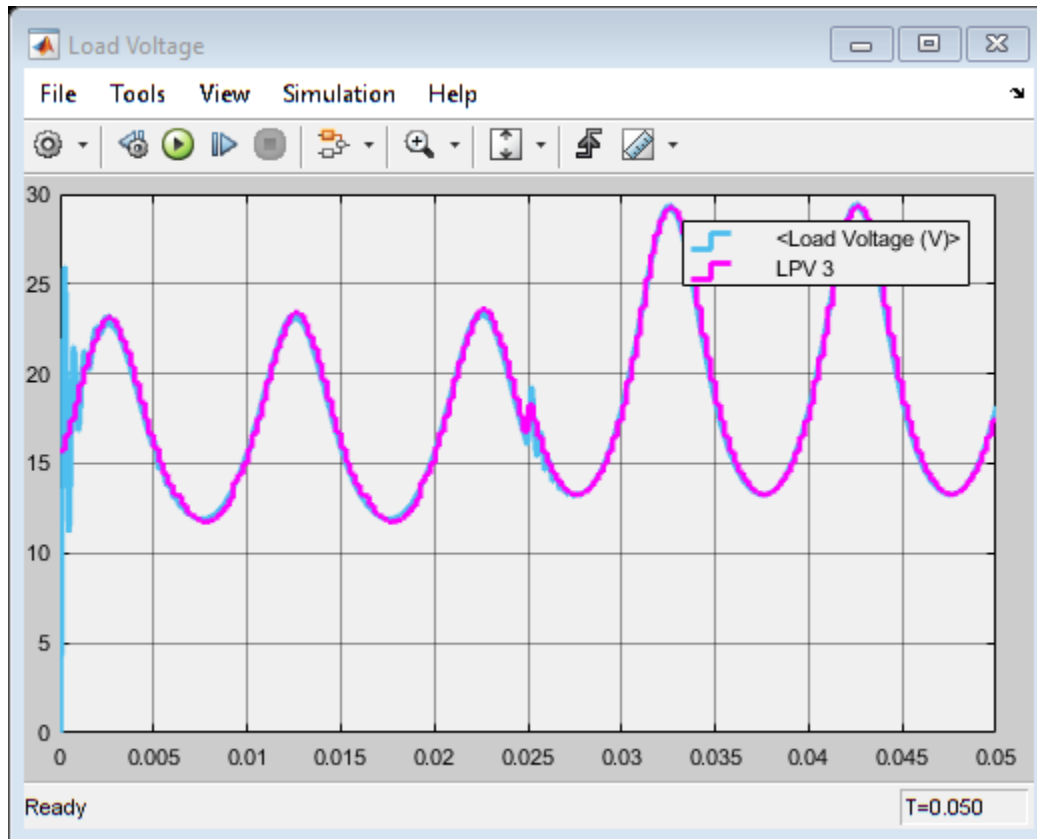 Load Voltage
File Tools View Simulation Help
30
25
20
15
10
5
0
<Load Voltage (V)>
LPV 3
0 0.005 0.01 0.015 0.02 0.025 0.03 0.035 0.04 0.045 0.05
Ready T=0.050